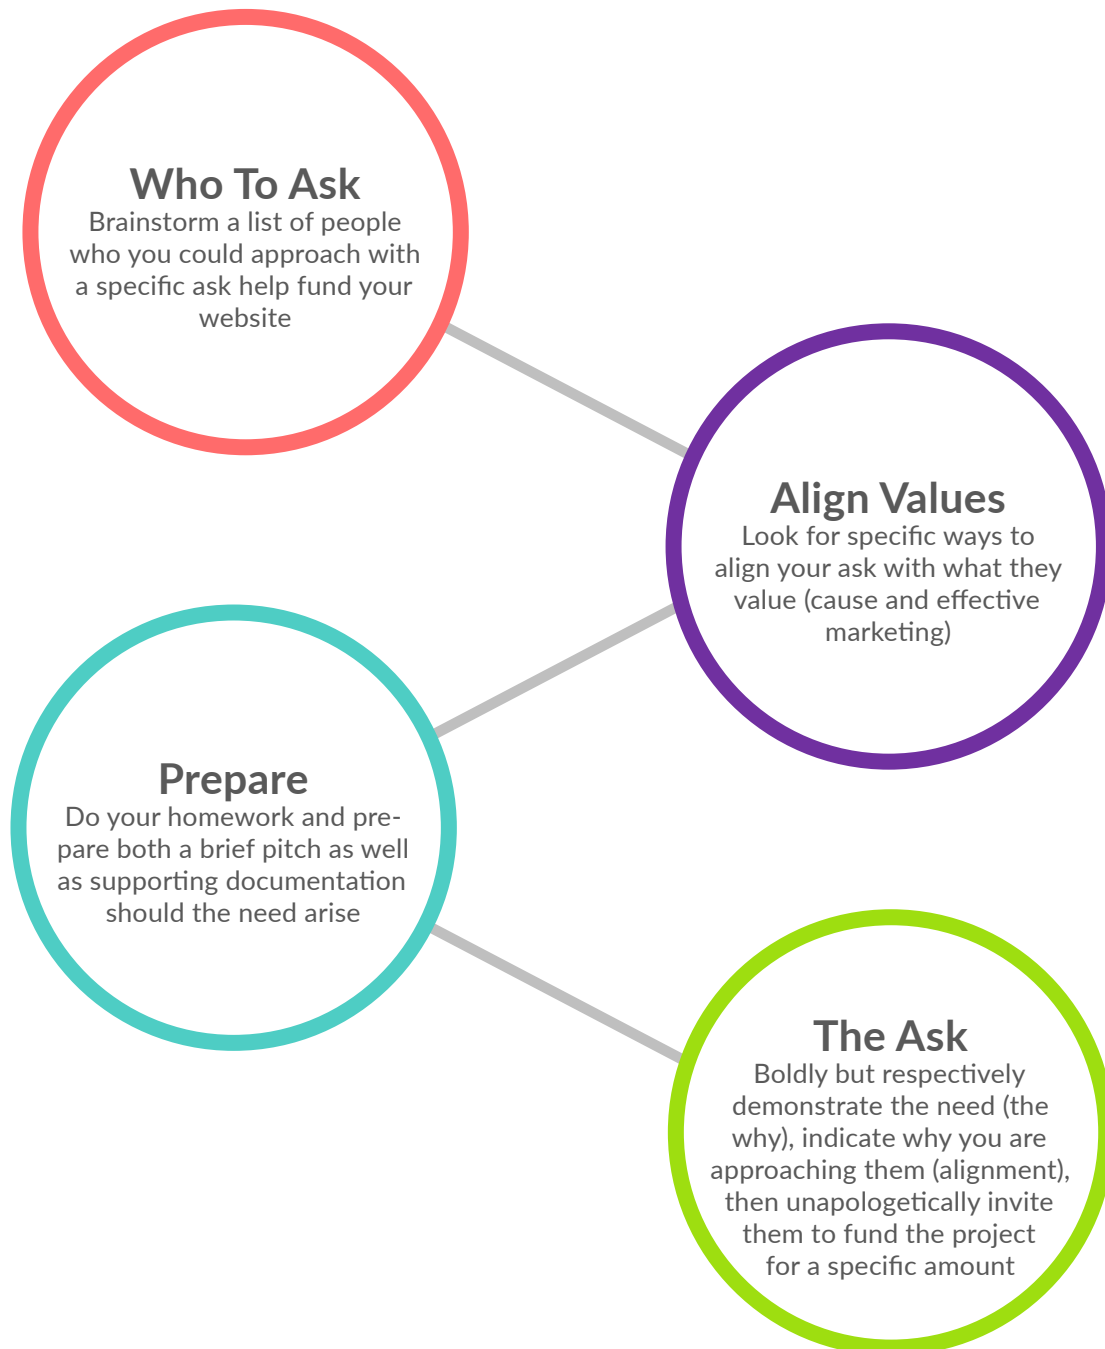 Who To Ask
Brainstorm a list of people
who you could approach with
a specific ask help fund your
website
Align Values
Look for specific ways to
align your ask with what they
value (cause and effective
marketing)
Prepare
Do your homework and pre-
pare both a brief pitch as well
as supporting documentation
should the need arise
The Ask
Boldly but respectively
demonstrate the need (the
why), indicate why you are
approaching them (alignment),
then unapologetically invite
them to fund the project
for a specific amount